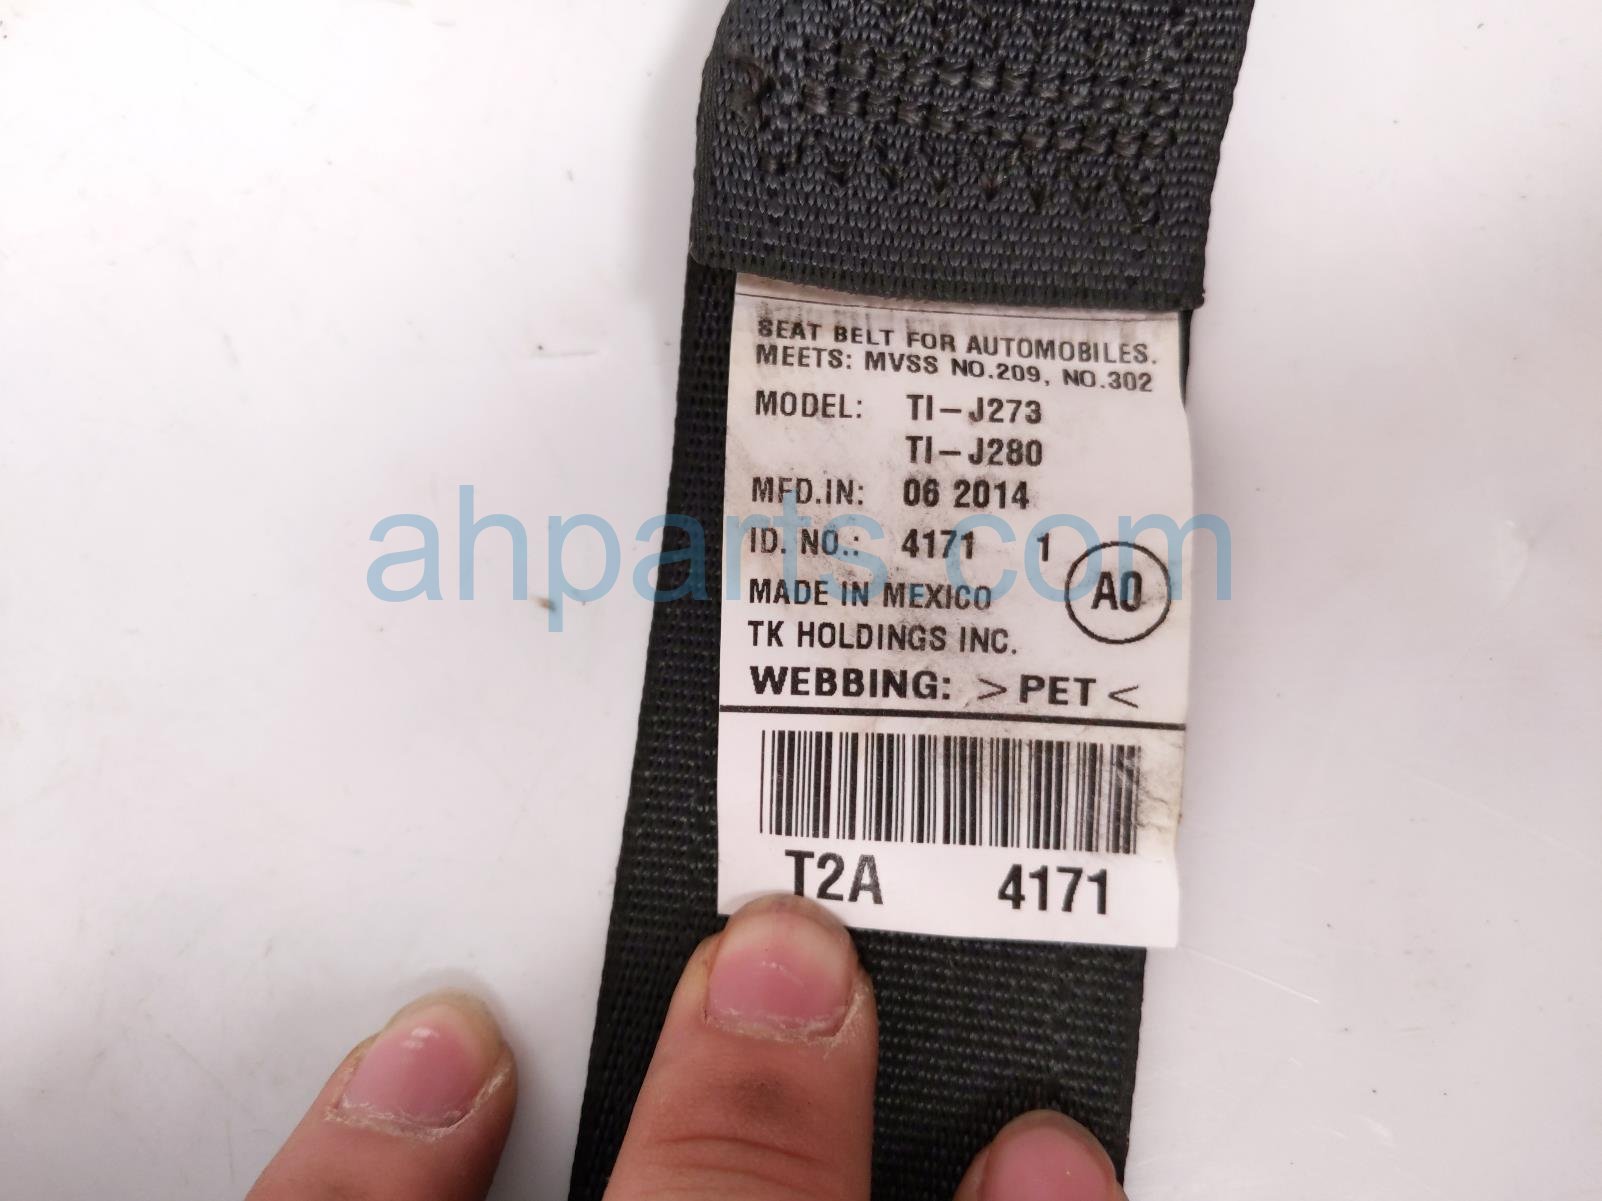 SEAT BELT FOR AUTOMOBILES.
MEETS: MVSS NO.209, NO.302
MODEL: TI-J273
TI-J280
MFD.IN: 06 2014
ID. NO.: 4171 1
A0
MADE IN MEXICO
TK HOLDINGS INC.
WEBBING: >PET<
T2A 4171
ahparts.com